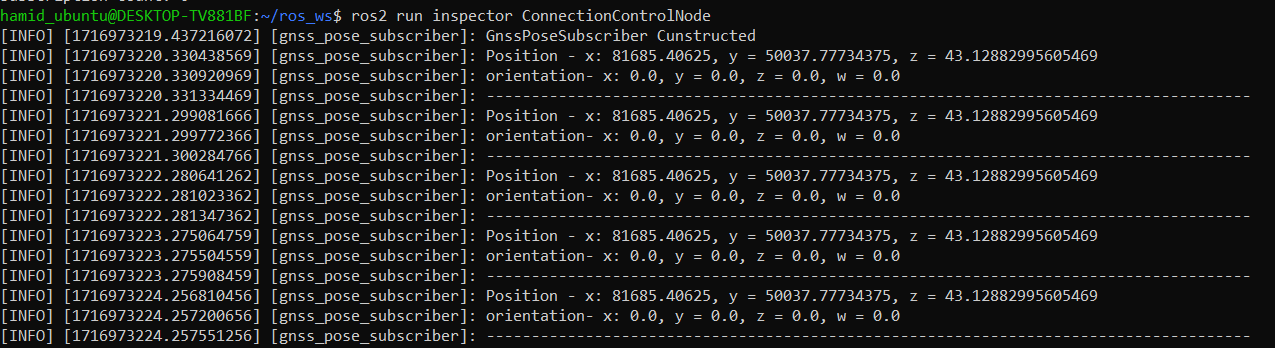 hamid_ubuntu@DESKTOP-TV881BF:~/ros_ws$ ros2 run inspector ConnectionControlNode
[INFO] [1716973219.437216072] [gnss_pose_subscriber]: GnssPoseSubscriber Cunstructed
[INFO] [1716973220.330438569] [gnss_pose_subscriber]: Position - x: 81685.40625, y = 50037.77734375, z = 43.12882995605469
[INFO] [1716973220.330920969] [gnss_pose_subscriber]: orientation- x: 0.0, y = 0.0, z = 0.0, w = 0.0
[INFO] [1716973220.331334469] [gnss_pose_subscriber]: -------------------------------------------------------------------------------------
[INFO] [1716973221.299081666] [gnss_pose_subscriber]: Position - x: 81685.40625, y = 50037.77734375, z = 43.12882995605469
[INFO] [1716973221.299772366] [gnss_pose_subscriber]: orientation- x: 0.0, y = 0.0, z = 0.0, w = 0.0
[INFO] [1716973221.300284766] [gnss_pose_subscriber]: -------------------------------------------------------------------------------------
[INFO] [1716973222.280641262] [gnss_pose_subscriber]: Position - x: 81685.40625, y = 50037.77734375, z = 43.12882995605469
[INFO] [1716973222.281023362] [gnss_pose_subscriber]: orientation- x: 0.0, y = 0.0, z = 0.0, w = 0.0
[INFO] [1716973222.281347362] [gnss_pose_subscriber]: -------------------------------------------------------------------------------------
[INFO] [1716973223.275064759] [gnss_pose_subscriber]: Position - x: 81685.40625, y = 50037.77734375, z = 43.12882995605469
[INFO] [1716973223.275504559] [gnss_pose_subscriber]: orientation- x: 0.0, y = 0.0, z = 0.0, w = 0.0
[INFO] [1716973223.275908459] [gnss_pose_subscriber]: -------------------------------------------------------------------------------------
[INFO] [1716973224.256810456] [gnss_pose_subscriber]: Position - x: 81685.40625, y = 50037.77734375, z = 43.12882995605469
[INFO] [1716973224.257200656] [gnss_pose_subscriber]: orientation- x: 0.0, y = 0.0, z = 0.0, w = 0.0
[INFO] [1716973224.257551256] [gnss_pose_subscriber]: -------------------------------------------------------------------------------------